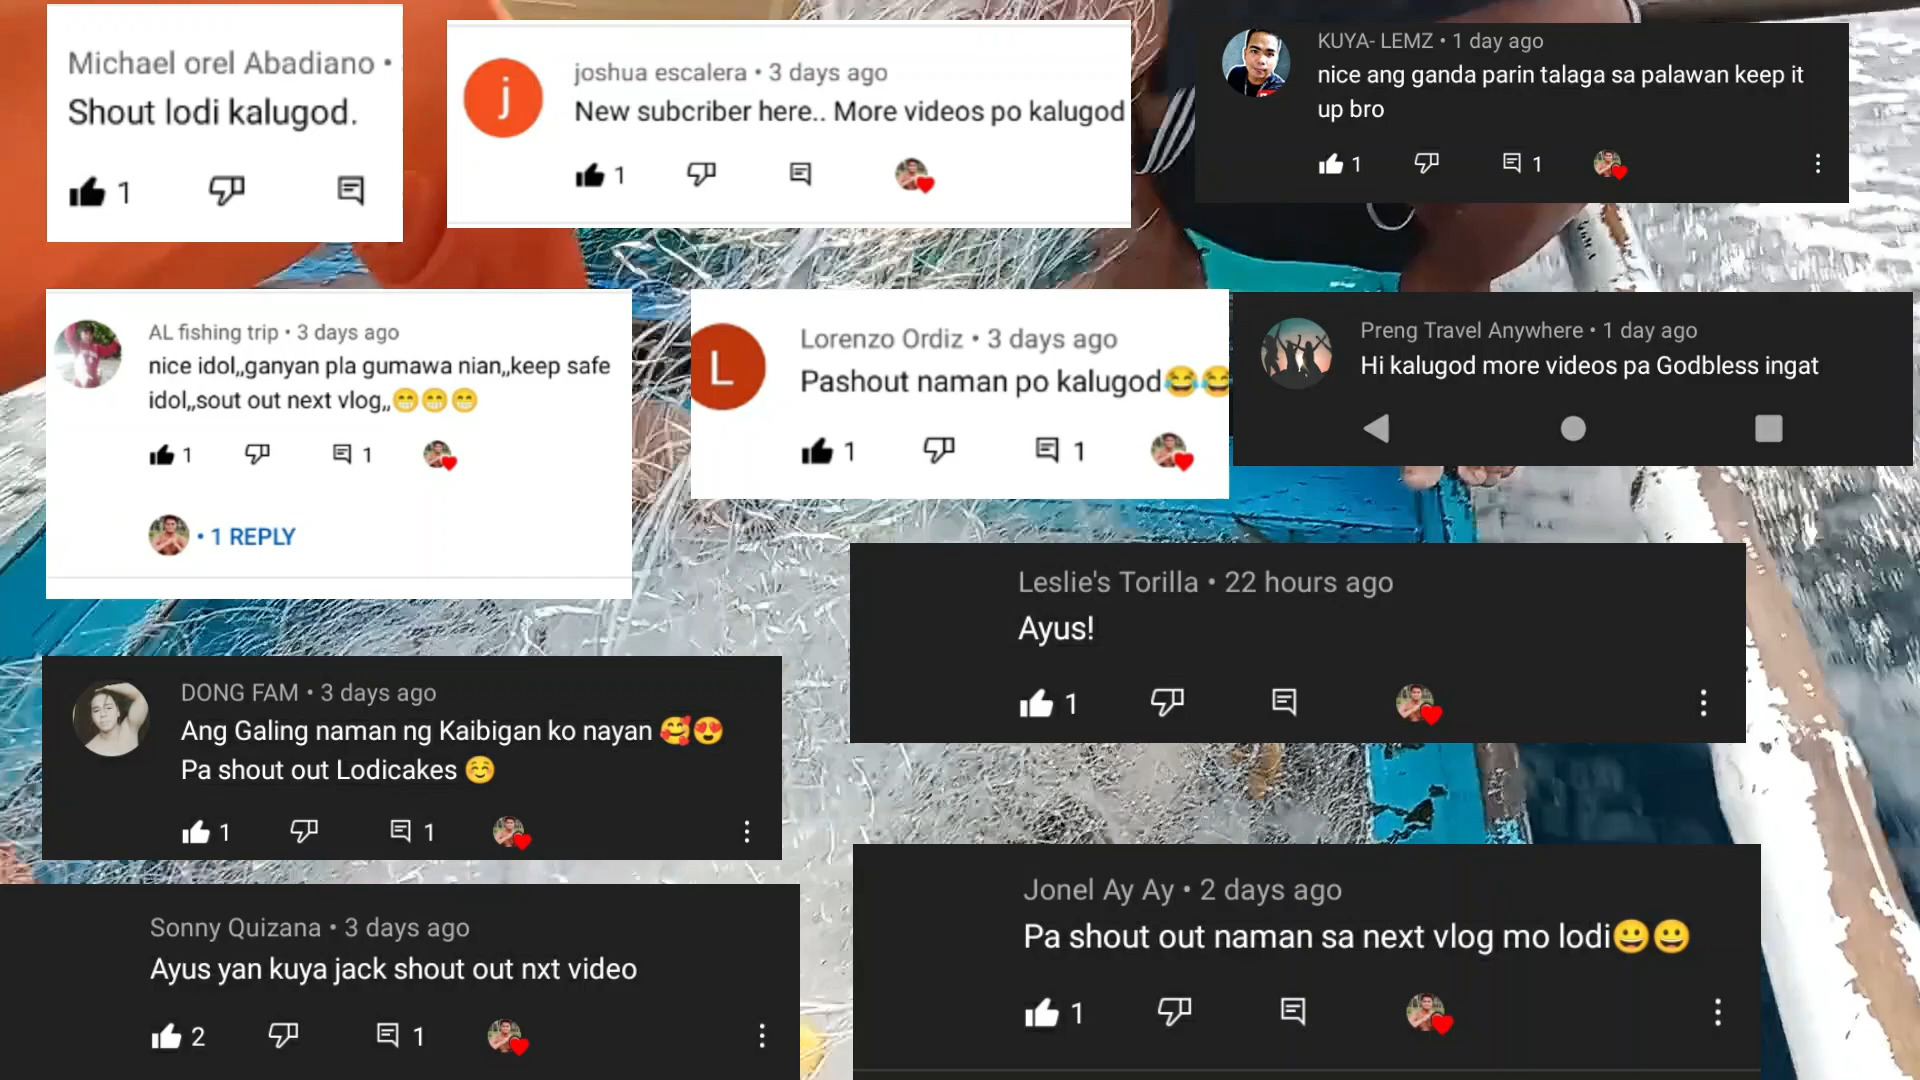 Michael orel Abadiano •
Shout lodi kalugod.
1
j
joshua escalera • 3 days ago
New subcriber here.. More videos po kalugod
1
KUYA- LEMZ • 1 day ago
nice ang ganda parin talaga sa palawan keep it
up bro
1 1
AL fishing trip • 3 days ago
nice idol,,ganyan pla gumawa nian,,keep safe
idol,,sout out next vlog,,😁😁😁
1 1
• 1 REPLY
L
Lorenzo Ordiz • 3 days ago
Pashout naman po kalugod😂😂
1 1
Preng Travel Anywhere • 1 day ago
Hi kalugod more videos pa Godbless ingat
Leslie's Torilla • 22 hours ago
Ayus!
1
DONG FAM • 3 days ago
Ang Galing naman ng Kaibigan ko nayan 🥰😍
Pa shout out Lodicakes ☺️
1 1
Jonel Ay Ay • 2 days ago
Pa shout out naman sa next vlog mo lodi😀😀
1
Sonny Quizana • 3 days ago
Ayus yan kuya jack shout out nxt video
2 1